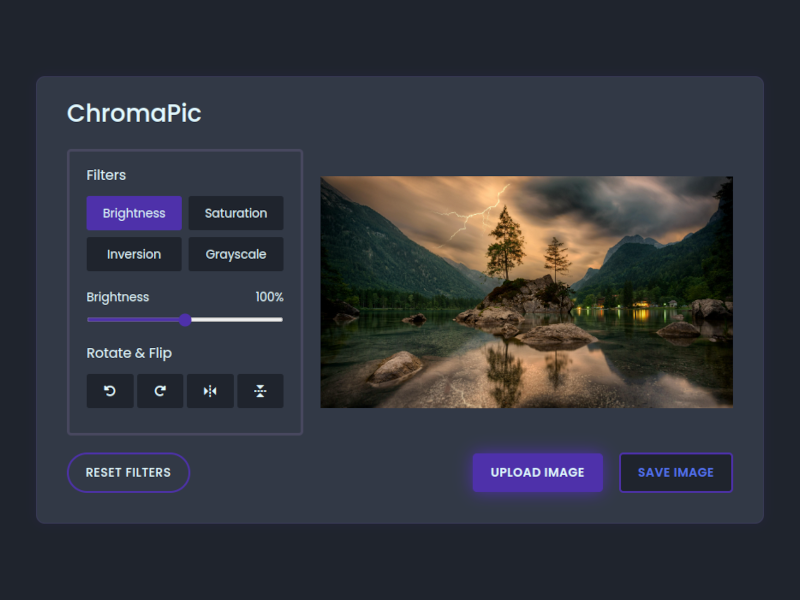 ChromaPic
Filters
Brightness
Saturation
Inversion
Grayscale
Brightness
100%
Rotate & Flip
RESET FILTERS
UPLOAD IMAGE
SAVE IMAGE